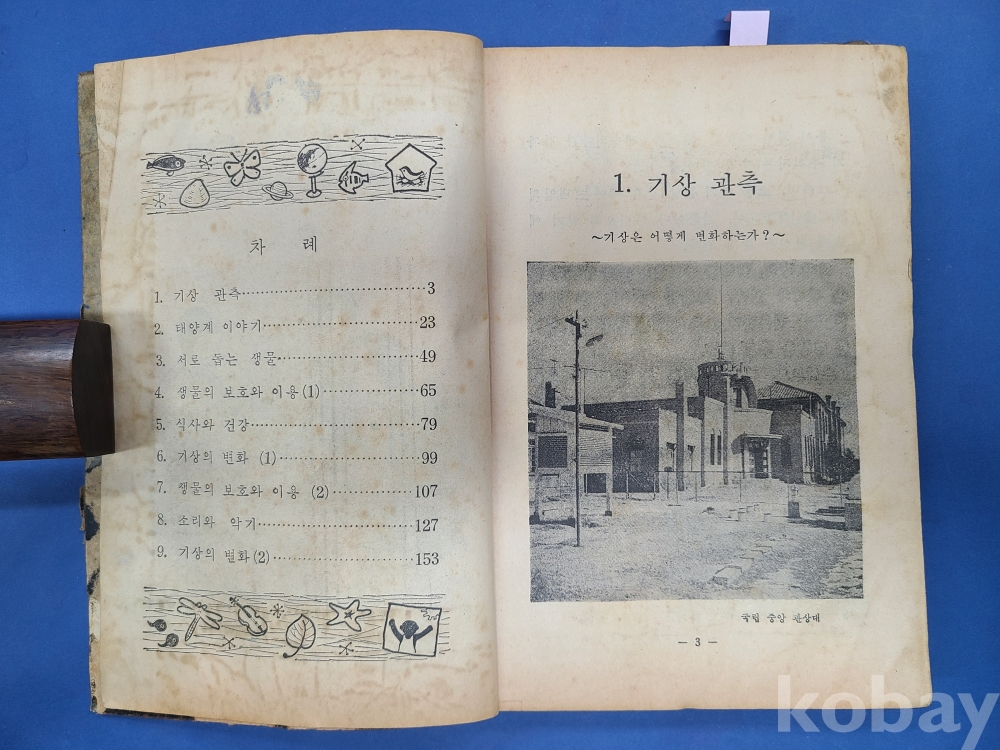 차 례
1. 기상 관측 3
2. 태양계 이야기 23
3. 서로 돕는 생물 49
4. 생물의 보호와 이용(1) 65
5. 식사와 건강 79
6. 기상의 변화 (1) 99
7. 생물의 보호와 이용 (2) 107
8. 소리와 악기 127
9. 기상의 변화(2) 153
1. 기상 관측
~기상은 어떻게 변화하는가?~
국립 중앙 관상대
— 3 —
kobay